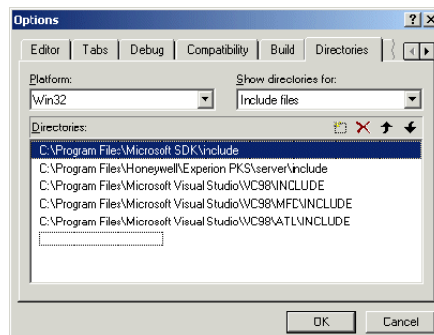 Options
Editor Tabs Debug Compatibility Build Directories
Platform: Show directories for:
Win32 Include files
Directories:
C:\Program Files\Microsoft SDK\include
C:\Program Files\Honeywell\Experion PKS\server\include
C:\Program Files\Microsoft Visual Studio\VC98\INCLUDE
C:\Program Files\Microsoft Visual Studio\VC98\MFC\INCLUDE
C:\Program Files\Microsoft Visual Studio\VC98\ATL\INCLUDE
OK Cancel